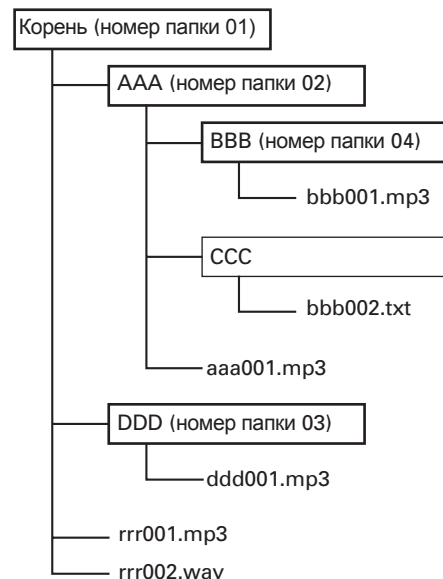 Корень (номер папки 01)
AAA (номер папки 02)
BBB (номер папки 04)
bbb001.mp3
CCC
bbb002.txt
aaa001.mp3
DDD (номер папки 03)
ddd001.mp3
rrr001.mp3
rrr002.wav